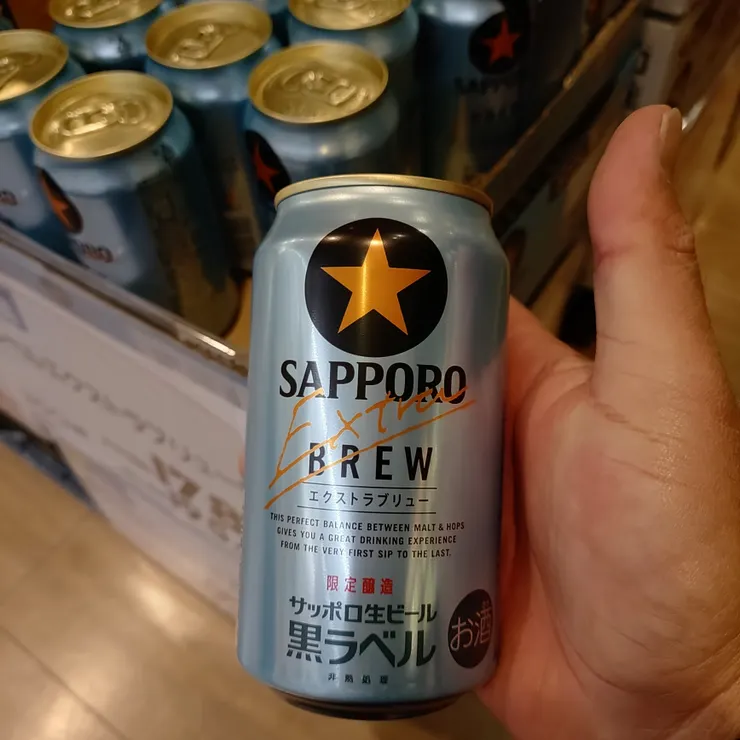 SAPPORO
Extra
BREW
エクストラブリュー
THIS PERFECT BALANCE BETWEEN MALT & HOPS
GIVES YOU A GREAT DRINKING EXPERIENCE
FROM THE VERY FIRST SIP TO THE LAST.
限定醸造
サッポロ生ビール
黒ラベル
お酒
非熱処理
SAPPORO